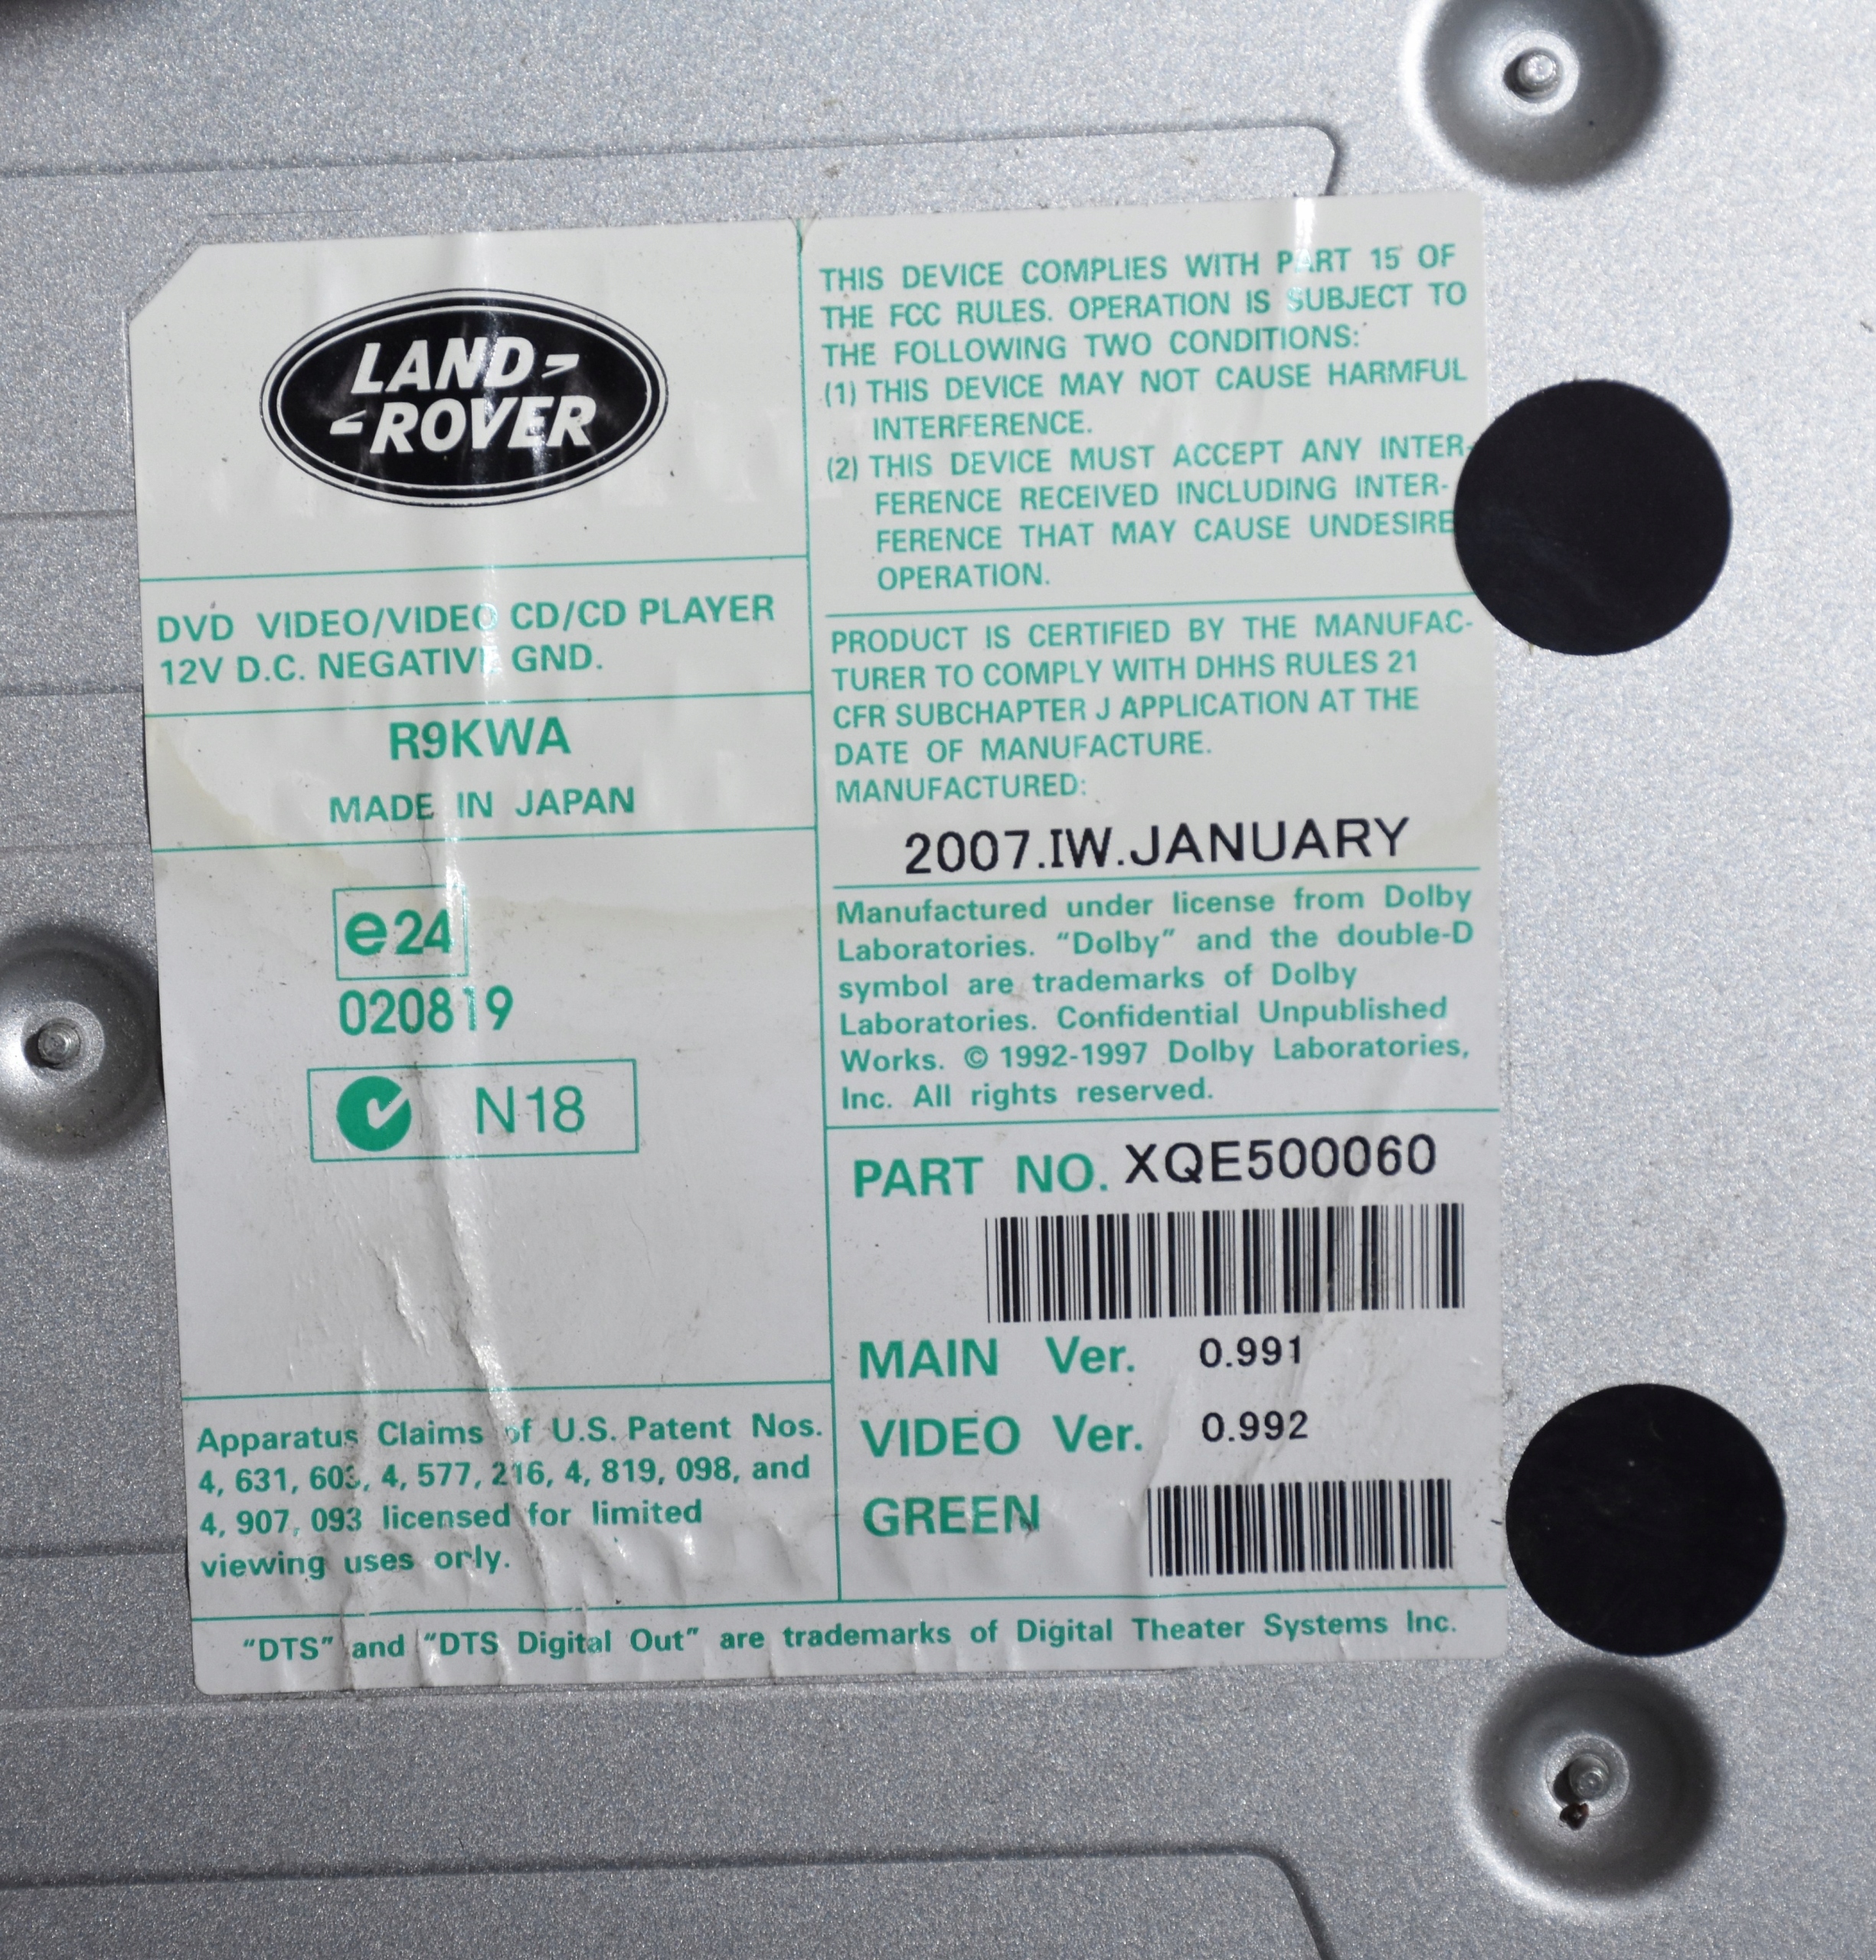 LAND-
ROVER
DVD VIDEO/VIDEO CD/CD PLAYER
12V D.C. NEGATIVE GND.
R9KWA
MADE IN JAPAN
e24
020819
N18
Apparatus Claims of U.S. Patent Nos.
4, 631, 603, 4, 577, 216, 4, 819, 098, and
4, 907, 093 licensed for limited
viewing uses only.
THIS DEVICE COMPLIES WITH PART 15 OF
THE FCC RULES. OPERATION IS SUBJECT TO
THE FOLLOWING TWO CONDITIONS:
(1) THIS DEVICE MAY NOT CAUSE HARMFUL
INTERFERENCE.
(2) THIS DEVICE MUST ACCEPT ANY INTER-
FERENCE RECEIVED INCLUDING INTER-
FERENCE THAT MAY CAUSE UNDESIRE
OPERATION.
PRODUCT IS CERTIFIED BY THE MANUFAC-
TURER TO COMPLY WITH DHHS RULES 21
CFR SUBCHAPTER J APPLICATION AT THE
DATE OF MANUFACTURE.
MANUFACTURED:
2007.IW.JANUARY
Manufactured under license from Dolby
Laboratories. "Dolby" and the double-D
symbol are trademarks of Dolby
Laboratories. Confidential Unpublished
Works. © 1992-1997 Dolby Laboratories,
Inc. All rights reserved.
PART NO. XQE500060
MAIN Ver. 0.991
VIDEO Ver. 0.992
GREEN
"DTS" and "DTS Digital Out" are trademarks of Digital Theater Systems Inc.